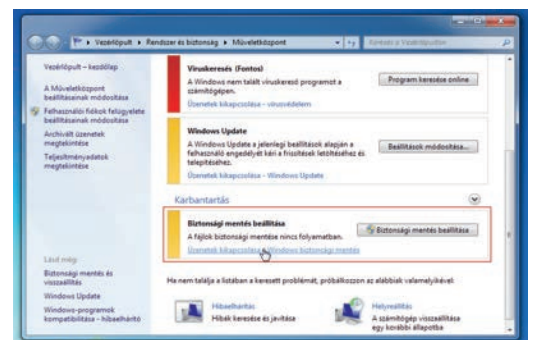 Vezérlőpult ▸ Rendszer és biztonság ▸ Műveletközpont
Keresés a Vezérlőpultban
Vezérlőpult – kezdőlap
A Műveletközpont
beállításainak módosítása
Felhasználói fiókok felügyelete
beállításainak módosítása
Archivált üzenetek
megtekintése
Teljesítményadatok
megtekintése
Lásd még
Biztonsági mentés és
visszaállítás
Windows Update
Windows-programok
kompatibilitása – hibaelhárító
Víruskeresés (Fontos)
A Windows nem talált víruskereső programot a
számítógépen.
Üzenetek kikapcsolása – vírusvédelem
Program keresése online
Windows Update
A Windows Update a jelenlegi beállítások alapján a
felhasználó engedélyét kéri a frissítések letöltéséhez és
telepítéséhez.
Üzenetek kikapcsolása – Windows Update
Beállítások módosítása...
Karbantartás
Biztonsági mentés beállítása
A fájlok biztonsági mentése nincs folyamatban.
Üzenetek kikapcsolása – Windows biztonsági mentés
Biztonsági mentés beállítása
Ha nem találja a listában a keresett problémát, próbálkozzon az alábbiak valamelyikével:
Hibaelhárítás
Hibák keresése és javítása
Helyreállítás
A számítógép visszaállítása
egy korábbi állapotba